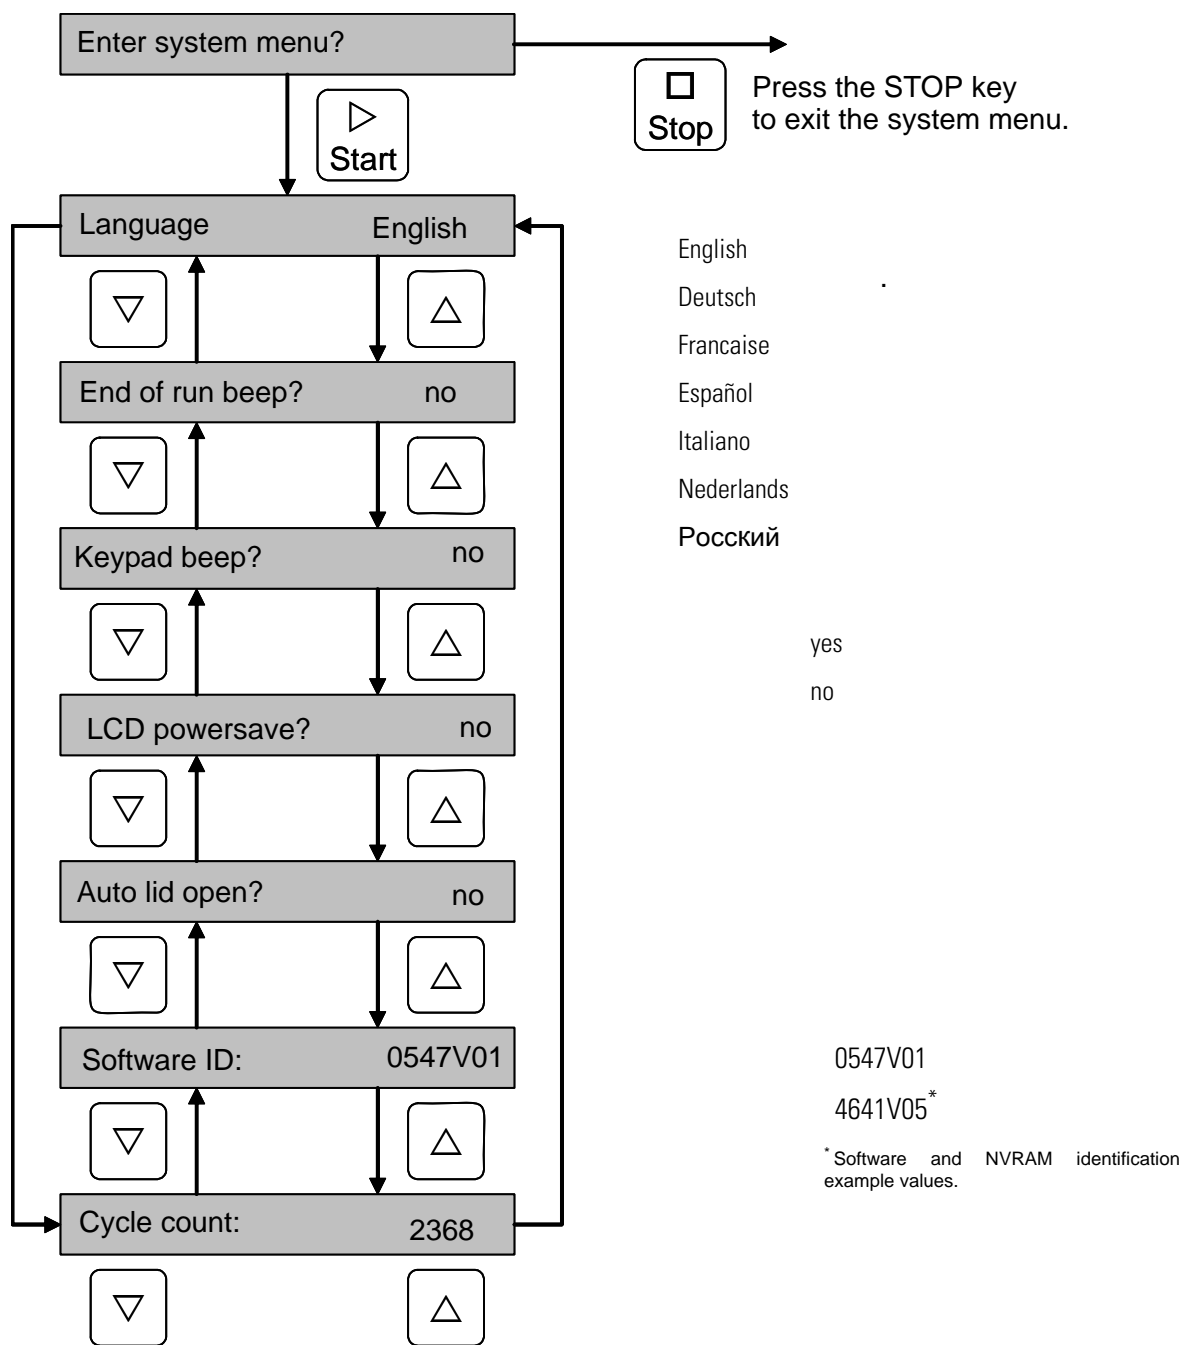 Enter system menu?
Stop
Press the STOP key
to exit the system menu.
Start
Language English
English
Deutsch
Francaise
Español
Italiano
Nederlands
Росский
End of run beep? no
Keypad beep? no
yes
no
LCD powersave? no
Auto lid open? no
Software ID: 0547V01
0547V01
4641V05*
* Software and NVRAM identification
example values.
Cycle count: 2368